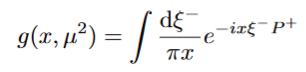 g(x, μ²) = ∫ dξ⁻/πx e^{-ixξ⁻P⁺}